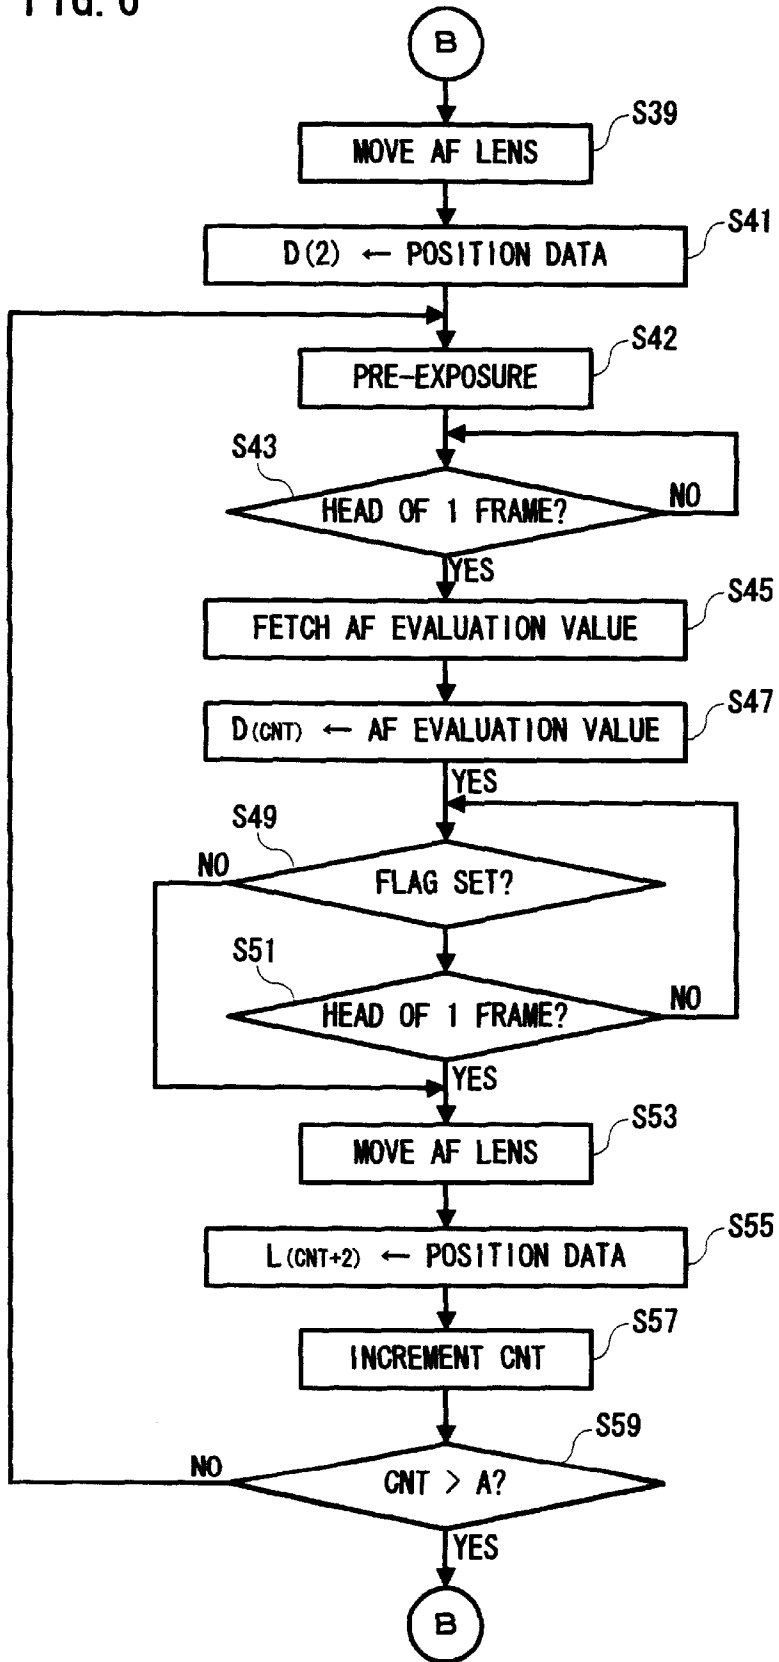 B
S39
MOVE AF LENS
S41
D(2) ← POSITION DATA
S42
PRE-EXPOSURE
S43
HEAD OF 1 FRAME?
NO
YES
S45
FETCH AF EVALUATION VALUE
S47
D(CNT) ← AF EVALUATION VALUE
YES
S49
NO
FLAG SET?
S51
HEAD OF 1 FRAME?
NO
YES
S53
MOVE AF LENS
S55
L(CNT+2) ← POSITION DATA
S57
INCREMENT CNT
S59
NO
CNT > A?
YES
B